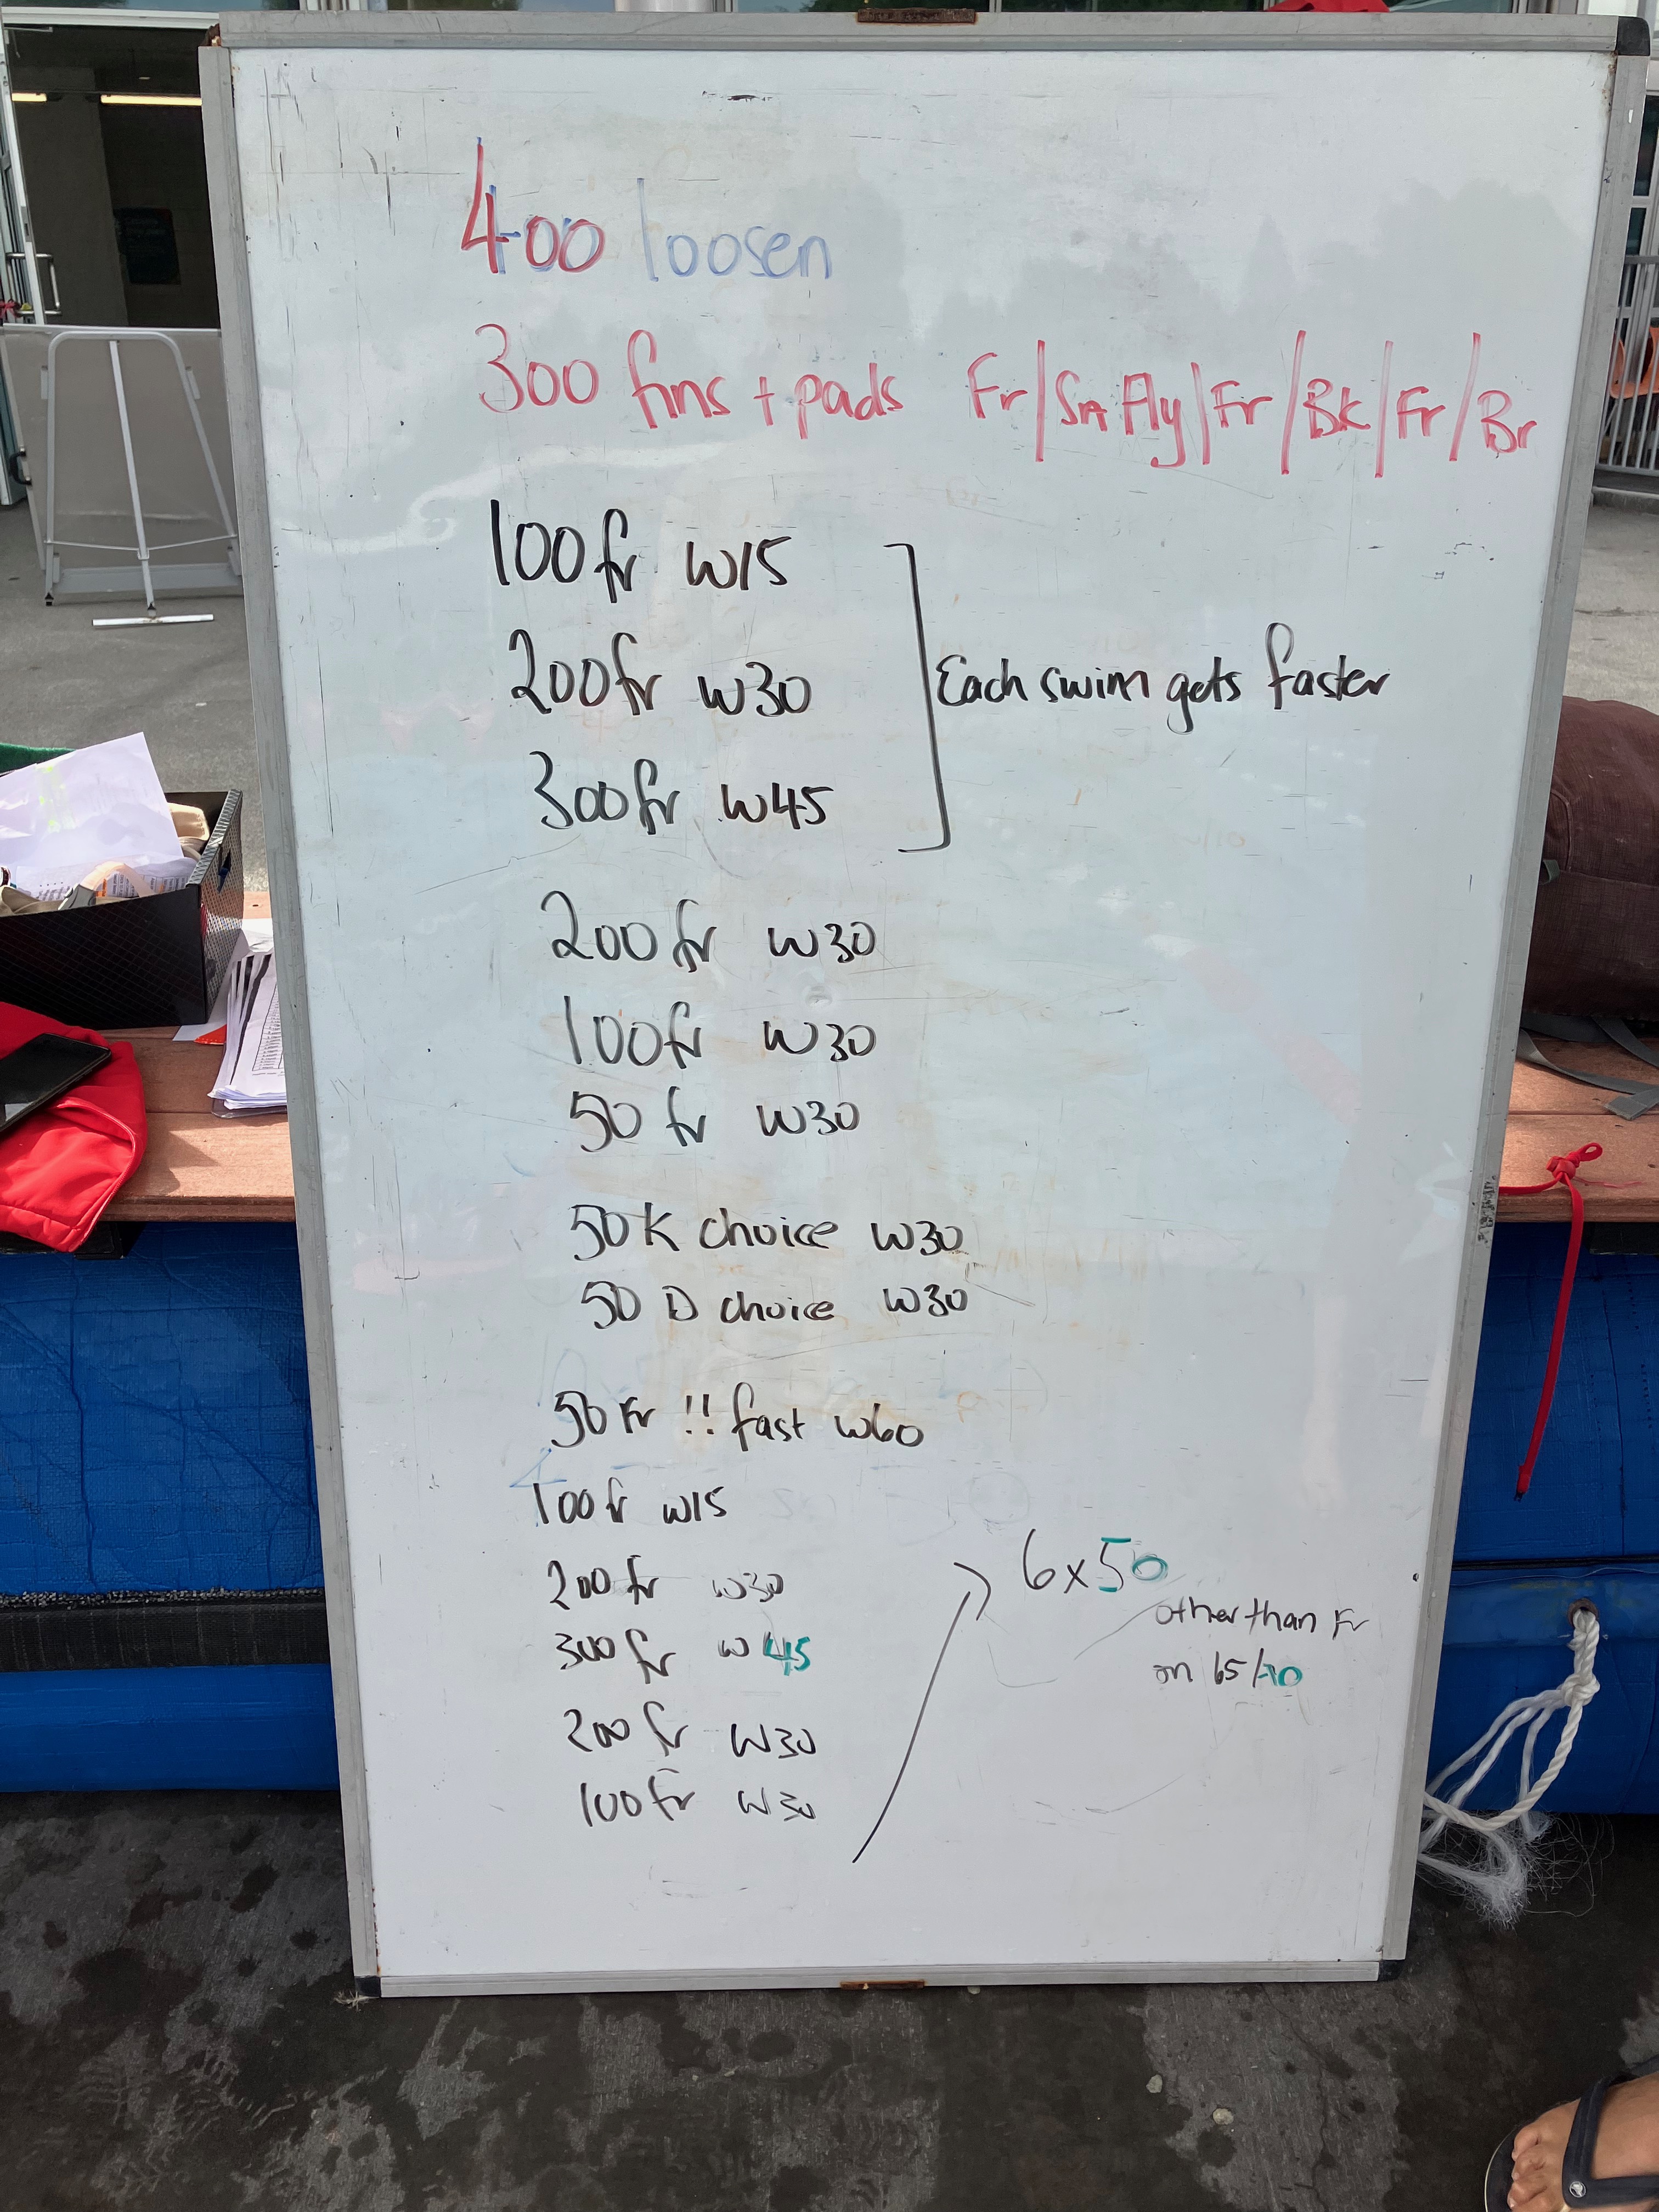 400 loosen
300 fins + pads Fr/SA Fly/Fr/Bk/Fr/Br
100 fr W15
200 fr W30
300 fr W45
Each swim gets faster
200 fr W30
100 fr W30
50 fr W30
50 K choice W30
50 D choice W30
50 Fr !! fast W60
100 fr W15
200 fr W30
300 fr W45
200 fr W30
100 fr W30
6x50
other than Fr
on 65/70